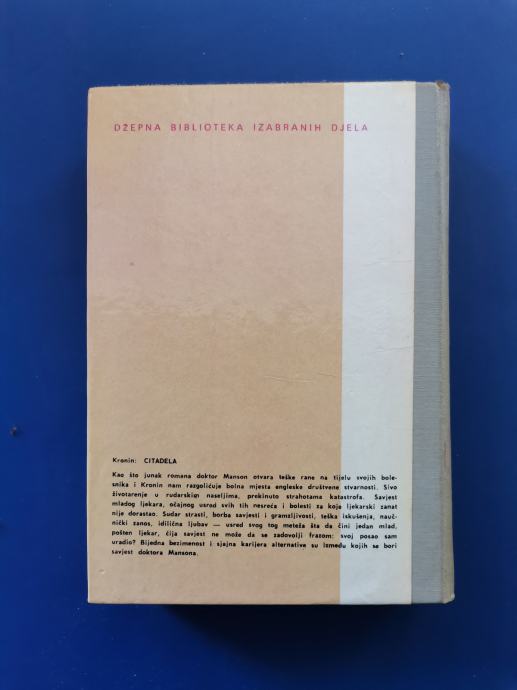 DŽEPNA BIBLIOTEKA IZABRANIH DJELA
Kronin: CITADELA
Kao što junak romana doktor Manson otvara teške rane na tijelu svojih bole-
snika i Kronin nam razgolićuje bolna mjesta engleske društvene stvarnosti. Sivo
životarenje u rudarskim naseljima, prekinuto strahotama katastrofa. Savjest
mladog ljekara, očajnog usred svih tih nesreća i bolesti za koje ljekarski zanat
nije dorastao. Sudar strasti, borba savjesti i gramzljivosti, teška iskušenja, nauč-
nički zanos, idilična ljubav — usred svog tog meteža šta da čini jedan mlad,
pošten ljekar, čija savjest ne može da se zadovolji frazom: svoj posao sam
uradio? Bijedna bezimenost i sjajna karijera alternative su između kojih se bori
savjest doktora Mansona.